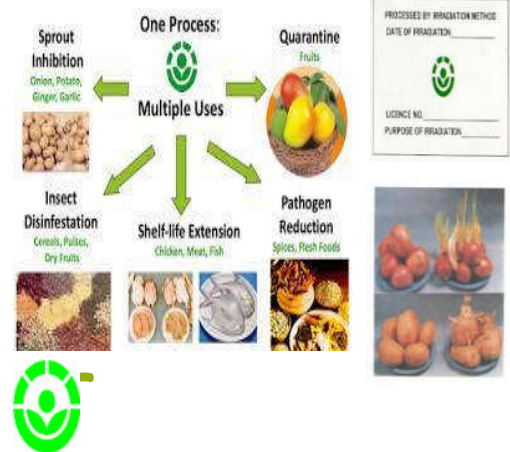 One Process:
Multiple Uses
Sprout
Inhibition
Onion, Potato,
Ginger, Garlic
Quarantine
Fruits
Insect
Disinfestation
Cereals, Pulses,
Dry Fruits
Shelf-life Extension
Chicken, Meat, Fish
Pathogen
Reduction
Spices, Flesh Foods
PROCESSED BY IRRADIATION METHOD
DATE OF IRRADIATION
LICENCE NO.
PURPOSE OF IRRADIATION